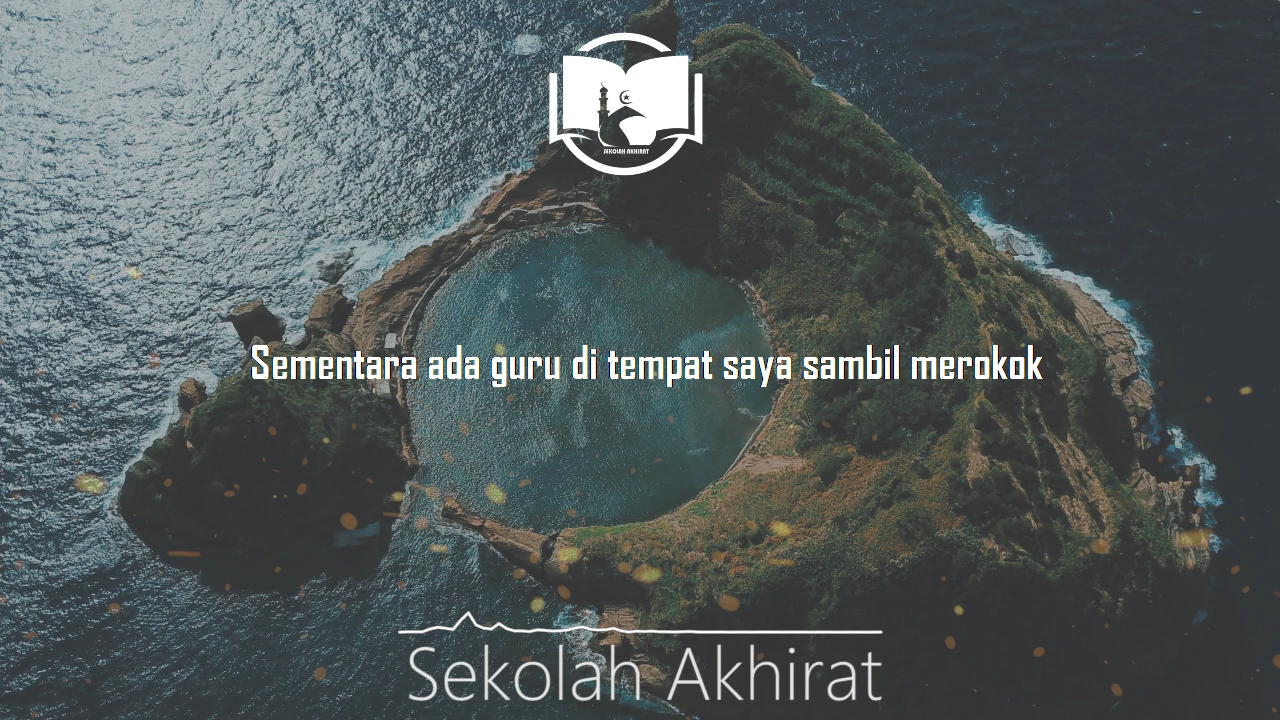 SEKOLAH AKHIRAT
Sementara ada guru di tempat saya sambil merokok
Sekolah Akhirat